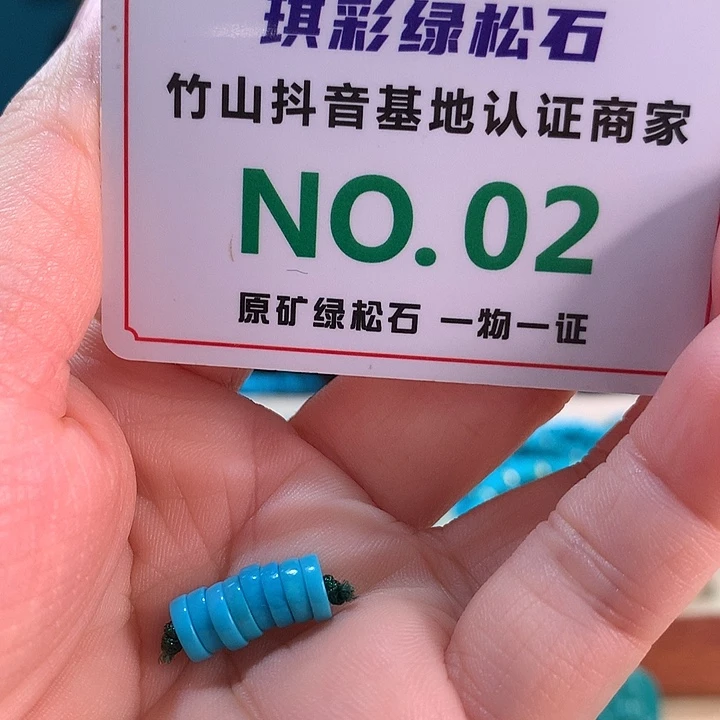 琪彩绿松石
竹山抖音基地认证商家
NO. 02
原矿绿松石 一物一证